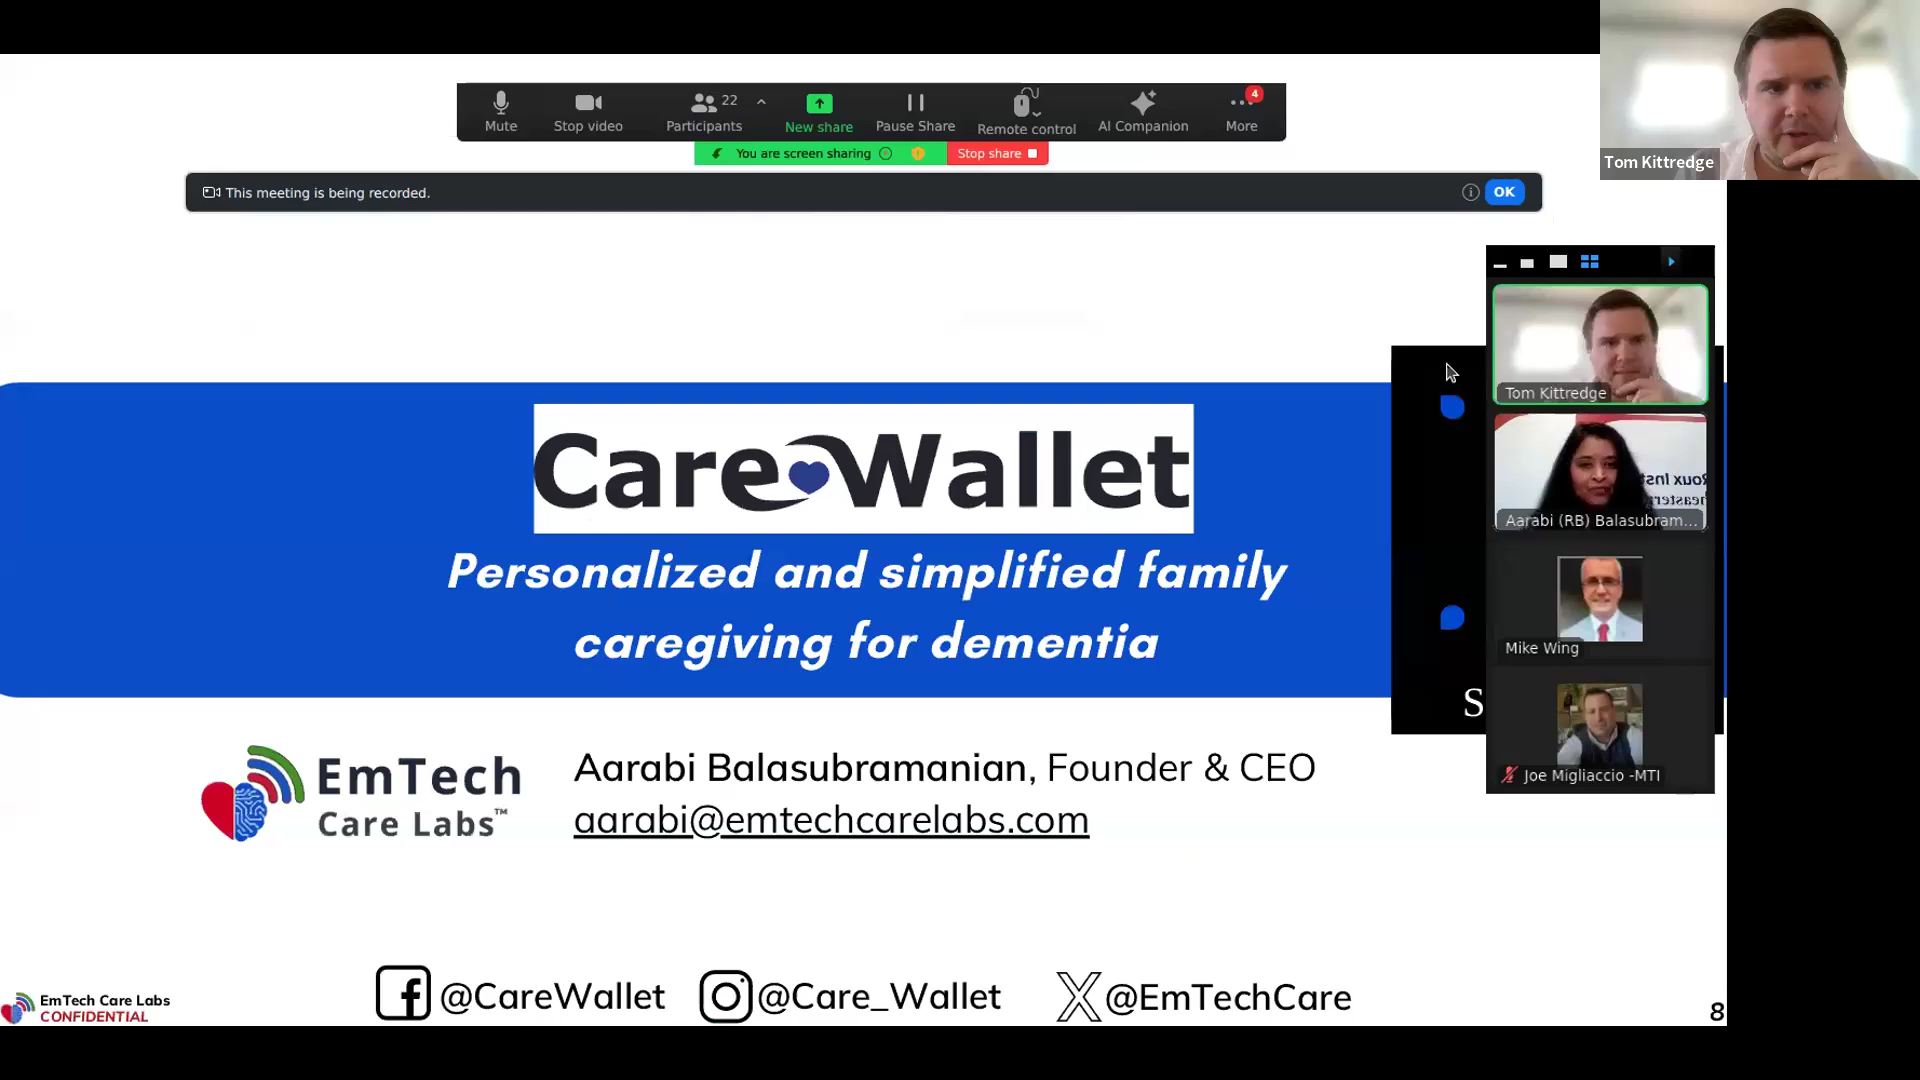 Mute
Stop video
Participants
22
New share
Pause Share
Remote control
AI Companion
More
4
You are screen sharing
Stop share
This meeting is being recorded.
OK
Tom Kittredge
Tom Kittredge
Aarabi (RB) Balasubram...
Mike Wing
Joe Migliaccio -MTI
S
Care Wallet
Personalized and simplified family
caregiving for dementia
EmTech
Care Labs™
Aarabi Balasubramanian, Founder & CEO
aarabi@emtechcarelabs.com
@CareWallet
@Care_Wallet
@EmTechCare
EmTech Care Labs
CONFIDENTIAL
8